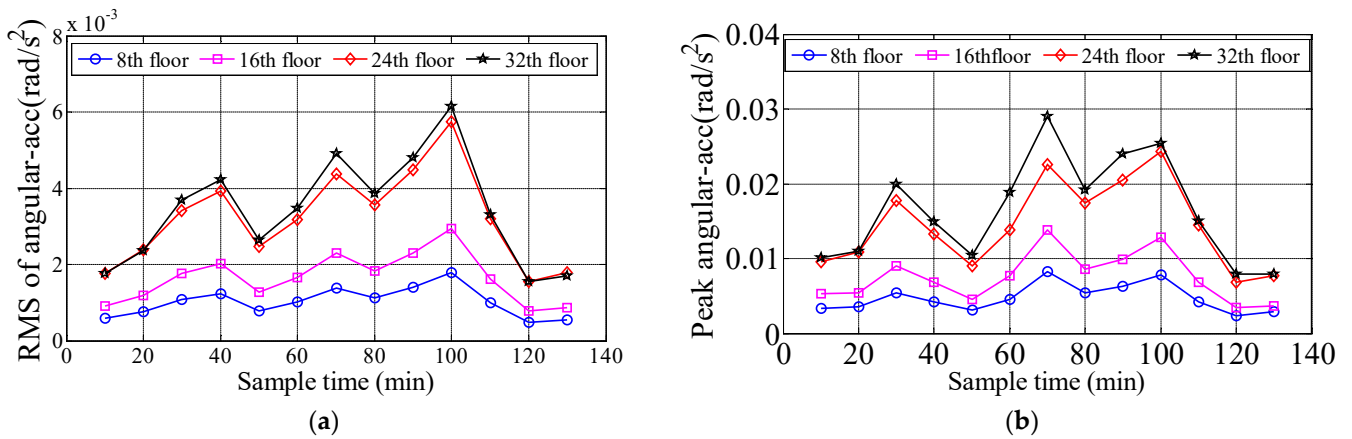 x 10⁻³
8
6
4
2
0
RMS of angular-acc(rad/s²)
8th floor 16th floor 24th floor 32th floor
0 20 40 60 80 100 120 140
Sample time (min)
(a)
0.04
0.03
0.02
0.01
0
Peak angular-acc(rad/s²)
8th floor 16thfloor 24th floor 32th floor
0 20 40 60 80 100 120 140
Sample time (min)
(b)